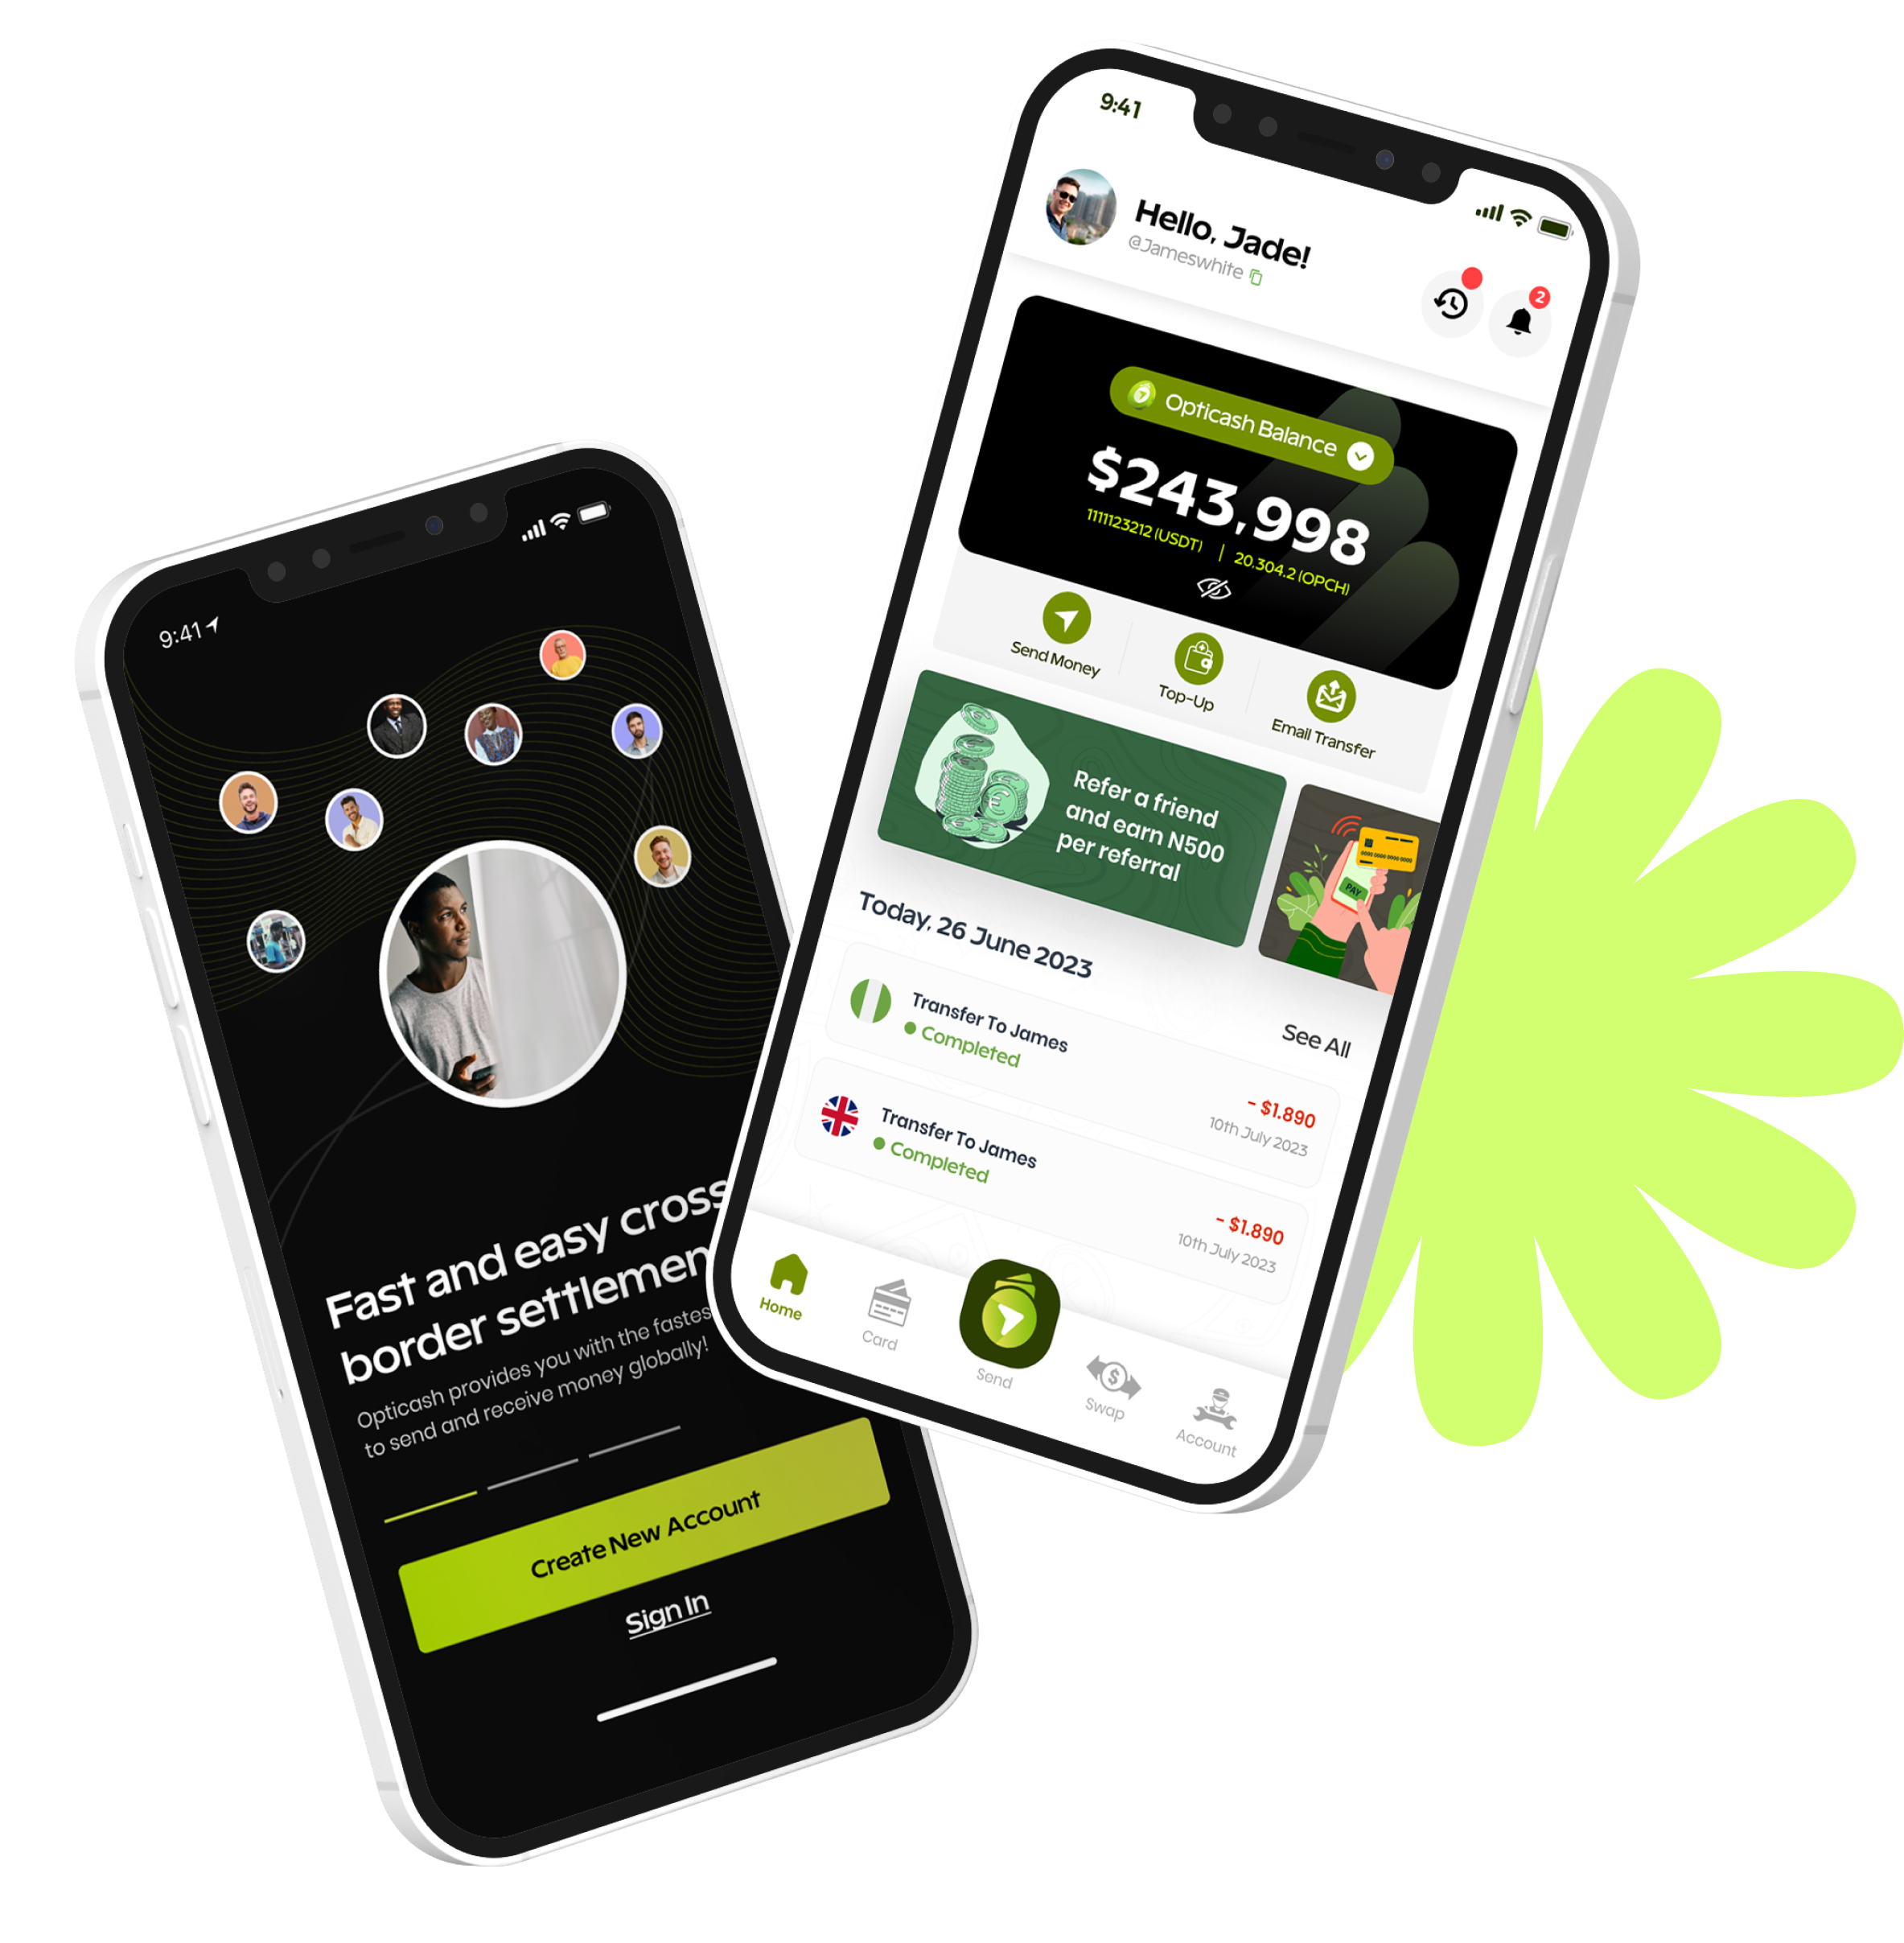 9:41
Fast and easy cross
border settlemen
Opticash provides you with the fastes
to send and receive money globally!
Create New Account
Sign In
9:41
Hello, Jade!
@Jameswhite
2
Opticash Balance
$243,998
1111123212 (USDT) | 20,304.2 (OPCH)
Send Money
Top-Up
Email Transfer
Refer a friend
and earn N500
per referral
0000 0000 0000 0000
PAY
Today, 26 June 2023
See All
Transfer To James
Completed
- $1.890
10th July 2023
Transfer To James
Completed
- $1.890
10th July 2023
Home
Card
Send
Swap
Account